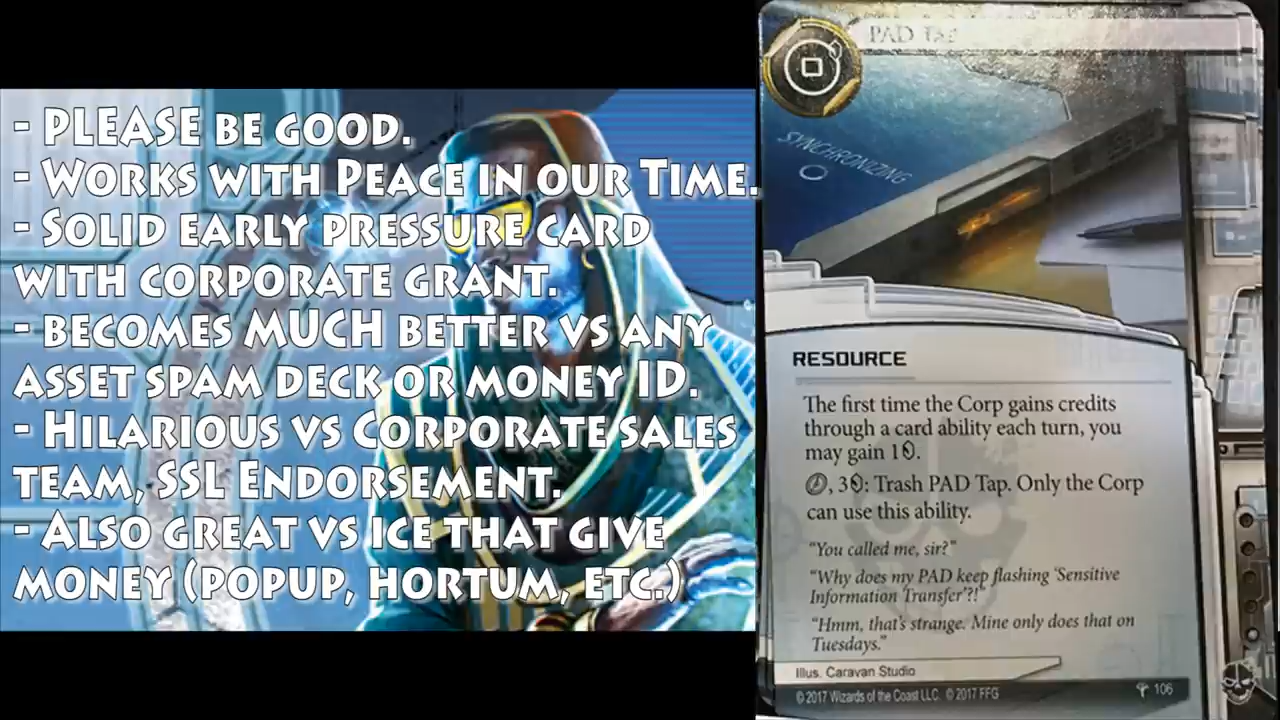 - PLEASE BE GOOD.
- WORKS WITH PEACE IN OUR TIME.
- SOLID EARLY PRESSURE CARD
WITH CORPORATE GRANT.
- BECOMES MUCH BETTER VS ANY
ASSET SPAM DECK OR MONEY ID.
- HILARIOUS VS CORPORATE SALES
TEAM, SSL ENDORSEMENT.
- ALSO GREAT VS ICE THAT GIVE
MONEY (POPUP, HORTUM, ETC.)
PAD TAP
SYNCHRONIZING
RESOURCE
The first time the Corp gains credits
through a card ability each turn, you
may gain 1
, 3: Trash PAD Tap. Only the Corp
can use this ability.
"You called me, sir?"
"Why does my PAD keep flashing 'Sensitive
Information Transfer'?!"
"Hmm, that's strange. Mine only does that on
Tuesdays."
Illus. Caravan Studio
© 2017 Wizards of the Coast LLC. © 2017 FFG
106